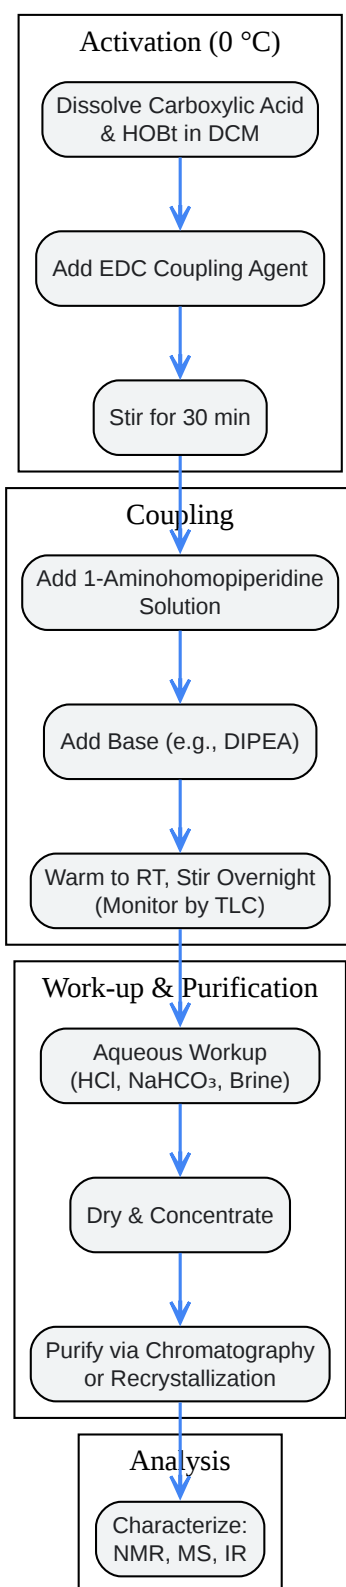 Activation (0 °C)
Dissolve Carboxylic Acid
& HOBt in DCM
Add EDC Coupling Agent
Stir for 30 min
Coupling
Add 1-Aminohomopiperidine
Solution
Add Base (e.g., DIPEA)
Warm to RT, Stir Overnight
(Monitor by TLC)
Work-up & Purification
Aqueous Workup
(HCl, NaHCO₃, Brine)
Dry & Concentrate
Purify via Chromatography
or Recrystallization
Analysis
Characterize:
NMR, MS, IR